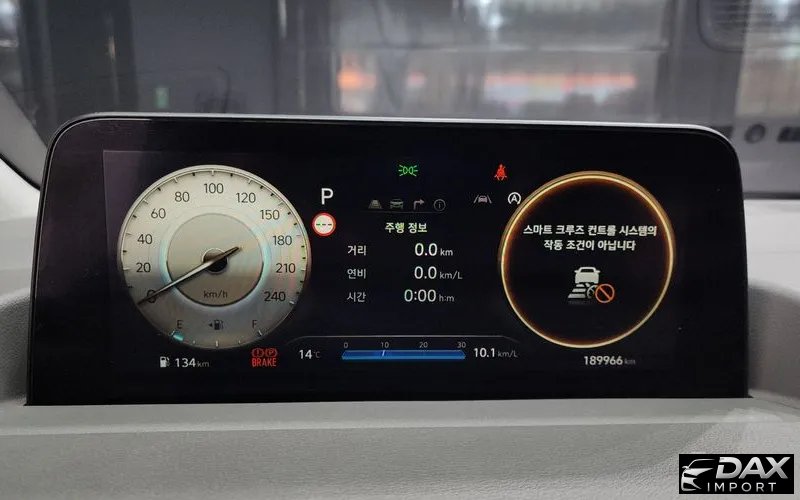 P
주행 정보
거리 0.0 km
연비 0.0 km/L
시간 0:00 h:m
0 20 40 60 80 100 120 150 180 210 240
km/h
E F
134 km
BRAKE
14 °C
0 10 20 30
10.1 km/L
스마트 크루즈 컨트롤 시스템의
작동 조건이 아닙니다
189966 km
DAX
IMPORT